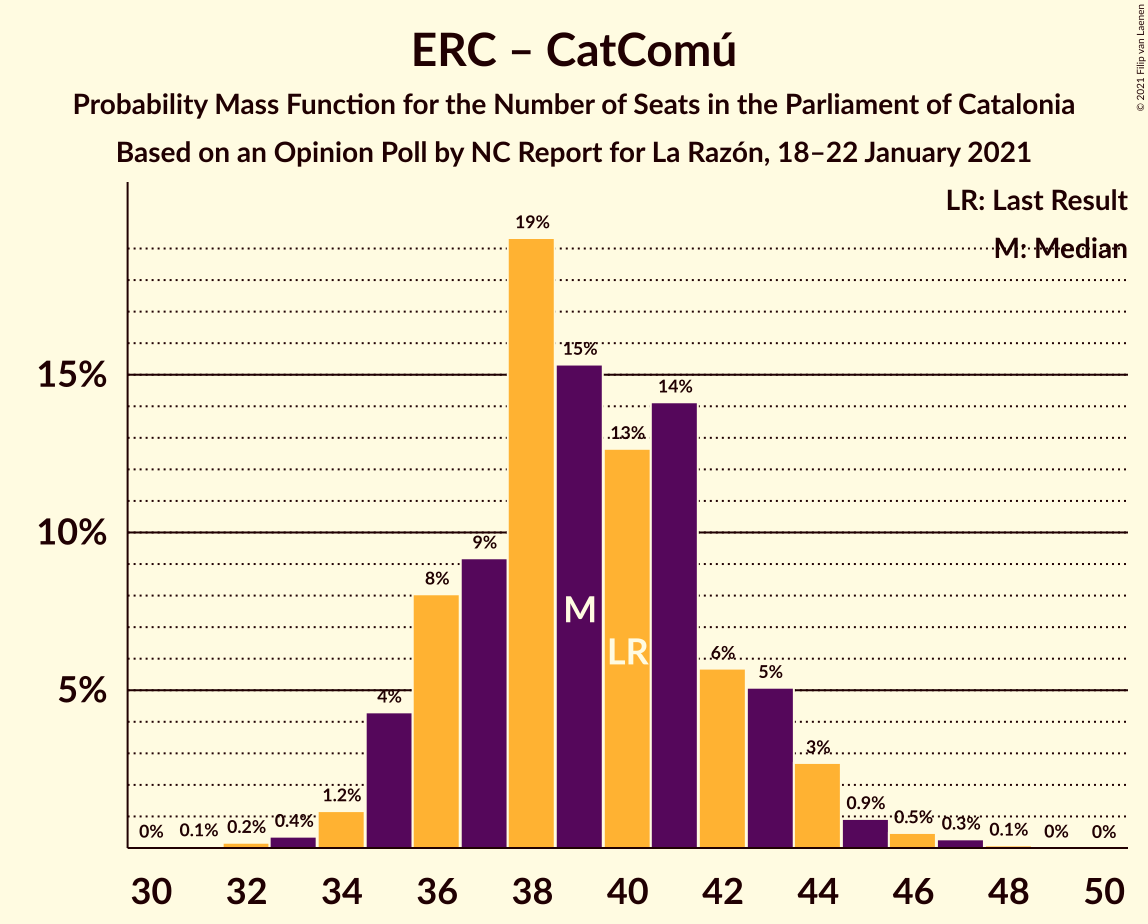 ERC – CatComú
Probability Mass Function for the Number of Seats in the Parliament of Catalonia
Based on an Opinion Poll by NC Report for La Razón, 18–22 January 2021
© 2021 Filip van Laenen
LR: Last Result
M: Median
15%
10%
5%
0%
0.1%
0.2%
0.4%
1.2%
4%
8%
9%
19%
15%
13%
14%
6%
5%
3%
0.9%
0.5%
0.3%
0.1%
0%
0%
M
LR
30 32 34 36 38 40 42 44 46 48 50